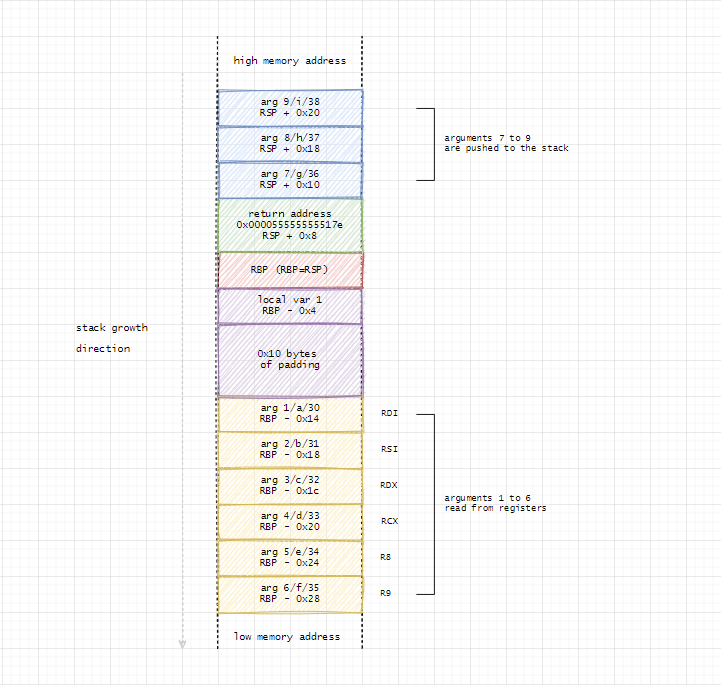 high memory address
arg 9/i/38
RSP + 0x20
arg 8/h/37
RSP + 0x18
arg 7/g/36
RSP + 0x10
arguments 7 to 9
are pushed to the stack
return address
0x000055555555517e
RSP + 0x8
RBP (RBP=RSP)
local var 1
RBP - 0x4
stack growth
direction
0x10 bytes
of padding
arg 1/a/30
RBP - 0x14
RDI
arg 2/b/31
RBP - 0x18
RSI
arg 3/c/32
RBP - 0x1c
RDX
arguments 1 to 6
read from registers
arg 4/d/33
RBP - 0x20
RCX
arg 5/e/34
RBP - 0x24
R8
arg 6/f/35
RBP - 0x28
R9
low memory address